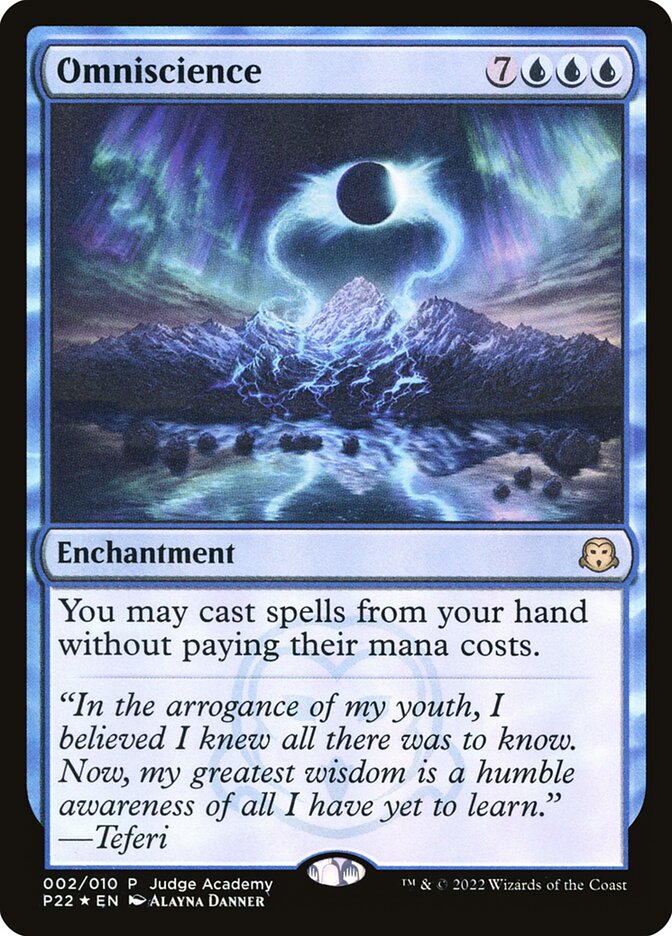 Omniscience 7
Enchantment
You may cast spells from your hand
without paying their mana costs.
“In the arrogance of my youth, I
believed I knew all there was to know.
Now, my greatest wisdom is a humble
awareness of all I have yet to learn.”
—Teferi
002/010 P Judge Academy
P22 ★ EN Alayna Danner
™ & © 2022 Wizards of the Coast